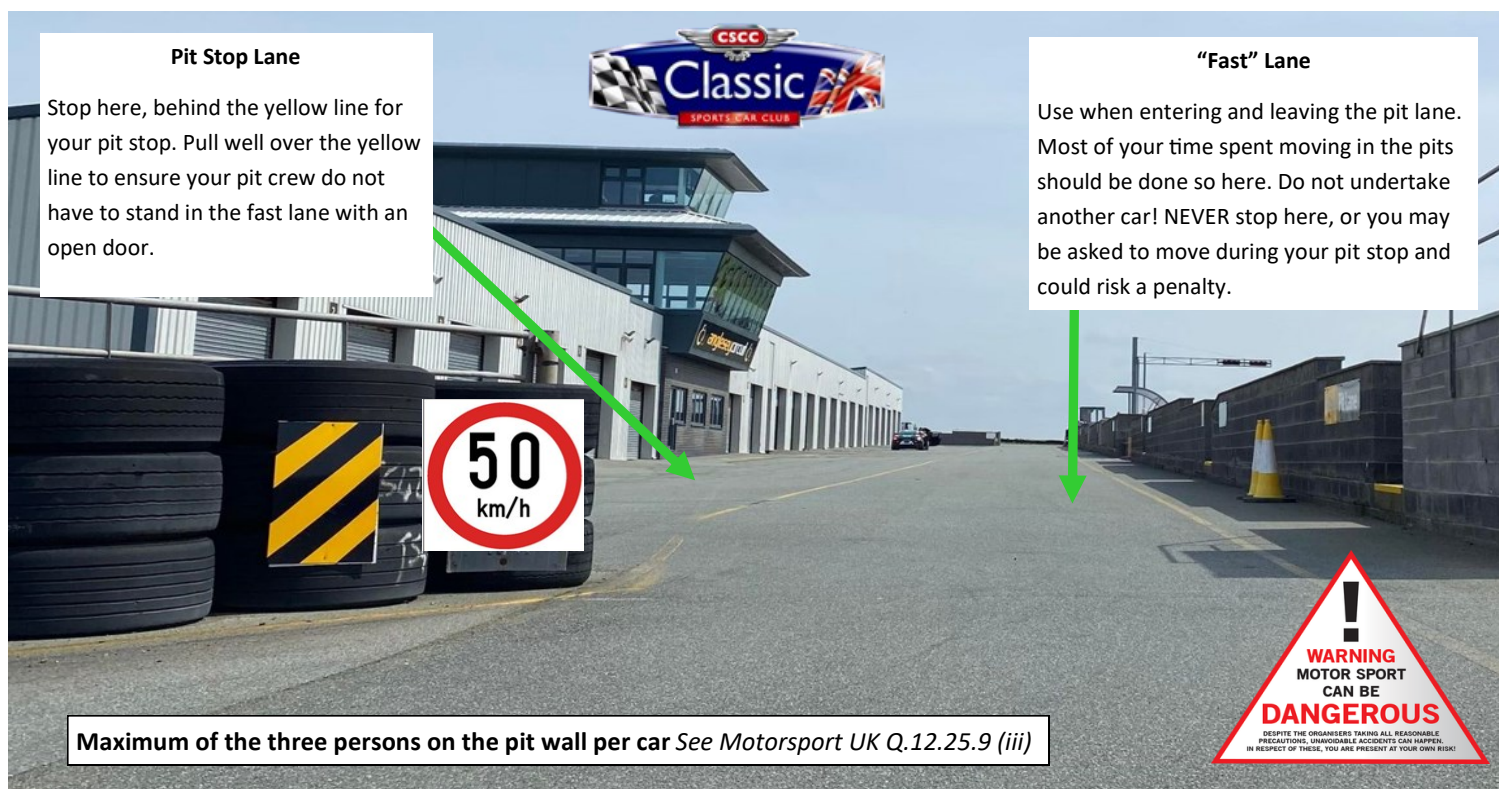 Pit Stop Lane
Stop here, behind the yellow line for
your pit stop. Pull well over the yellow
line to ensure your pit crew do not
have to stand in the fast lane with an
open door.
CSCC
Classic
SPORTS CAR CLUB
“Fast” Lane
Use when entering and leaving the pit lane.
Most of your time spent moving in the pits
should be done so here. Do not undertake
another car! NEVER stop here, or you may
be asked to move during your pit stop and
could risk a penalty.
anglesey circuit
50
km/h
!
WARNING
MOTOR SPORT
CAN BE
DANGEROUS
DESPITE THE ORGANISERS TAKING ALL REASONABLE
PRECAUTIONS, UNAVOIDABLE ACCIDENTS CAN HAPPEN.
IN RESPECT OF THESE, YOU ARE PRESENT AT YOUR OWN RISK!
Maximum of the three persons on the pit wall per car See Motorsport UK Q.12.25.9 (iii)